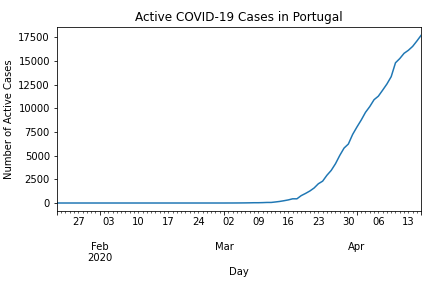 Active COVID-19 Cases in Portugal
Number of Active Cases
17500
15000
12500
10000
7500
5000
2500
0
27 03 10 17 24 02 09 16 23 30 06 13
Feb Mar Apr
2020
Day